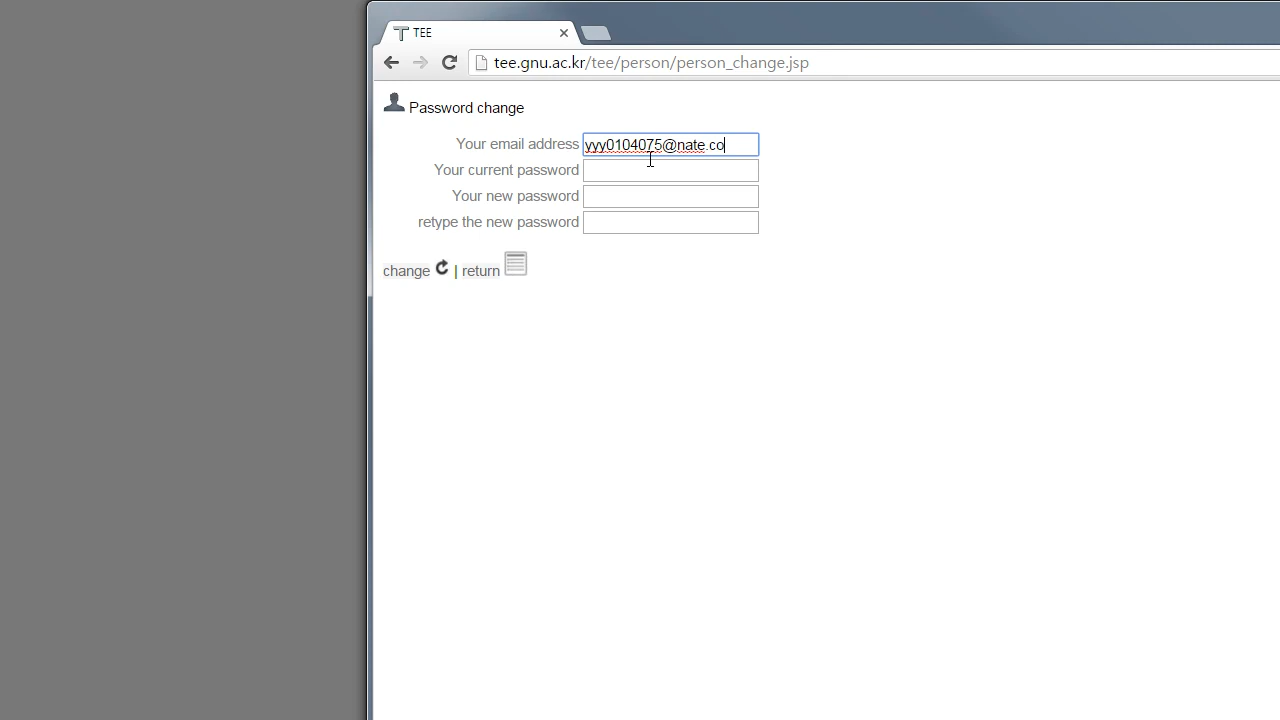 TEE
tee.gnu.ac.kr/tee/person/person_change.jsp
Password change
Your email address yyy0104075@nate.co
Your current password
Your new password
retype the new password
change | return